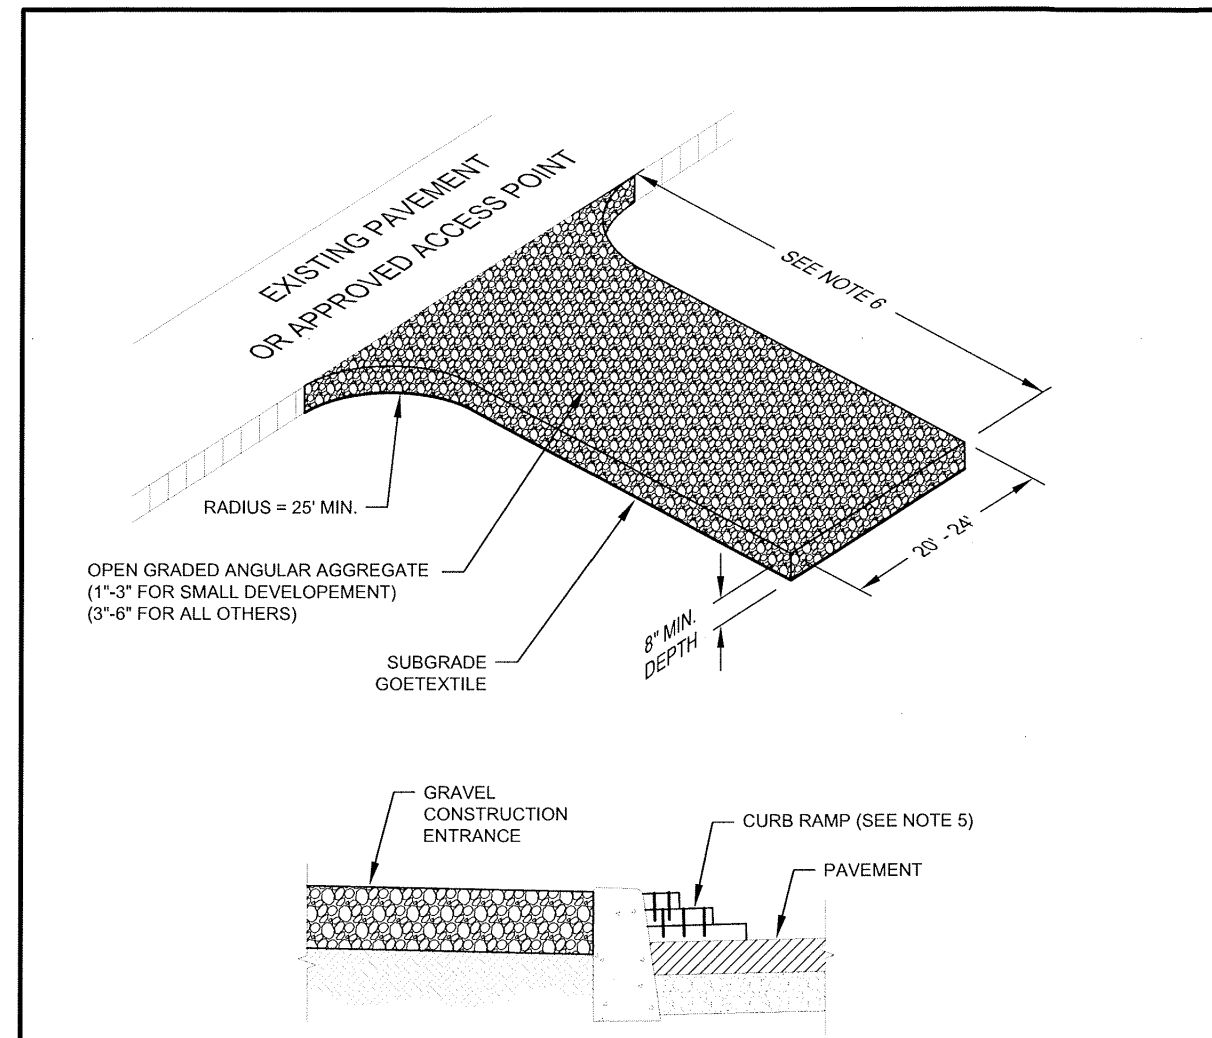 EXISTING PAVEMENT
OR APPROVED ACCESS POINT
SEE NOTE 6
RADIUS = 25' MIN.
20' - 24'
OPEN GRADED ANGULAR AGGREGATE
(1"-3" FOR SMALL DEVELOPEMENT)
(3"-6" FOR ALL OTHERS)
8" MIN.
DEPTH
SUBGRADE
GOETEXTILE
GRAVEL
CONSTRUCTION
ENTRANCE
CURB RAMP (SEE NOTE 5)
PAVEMENT